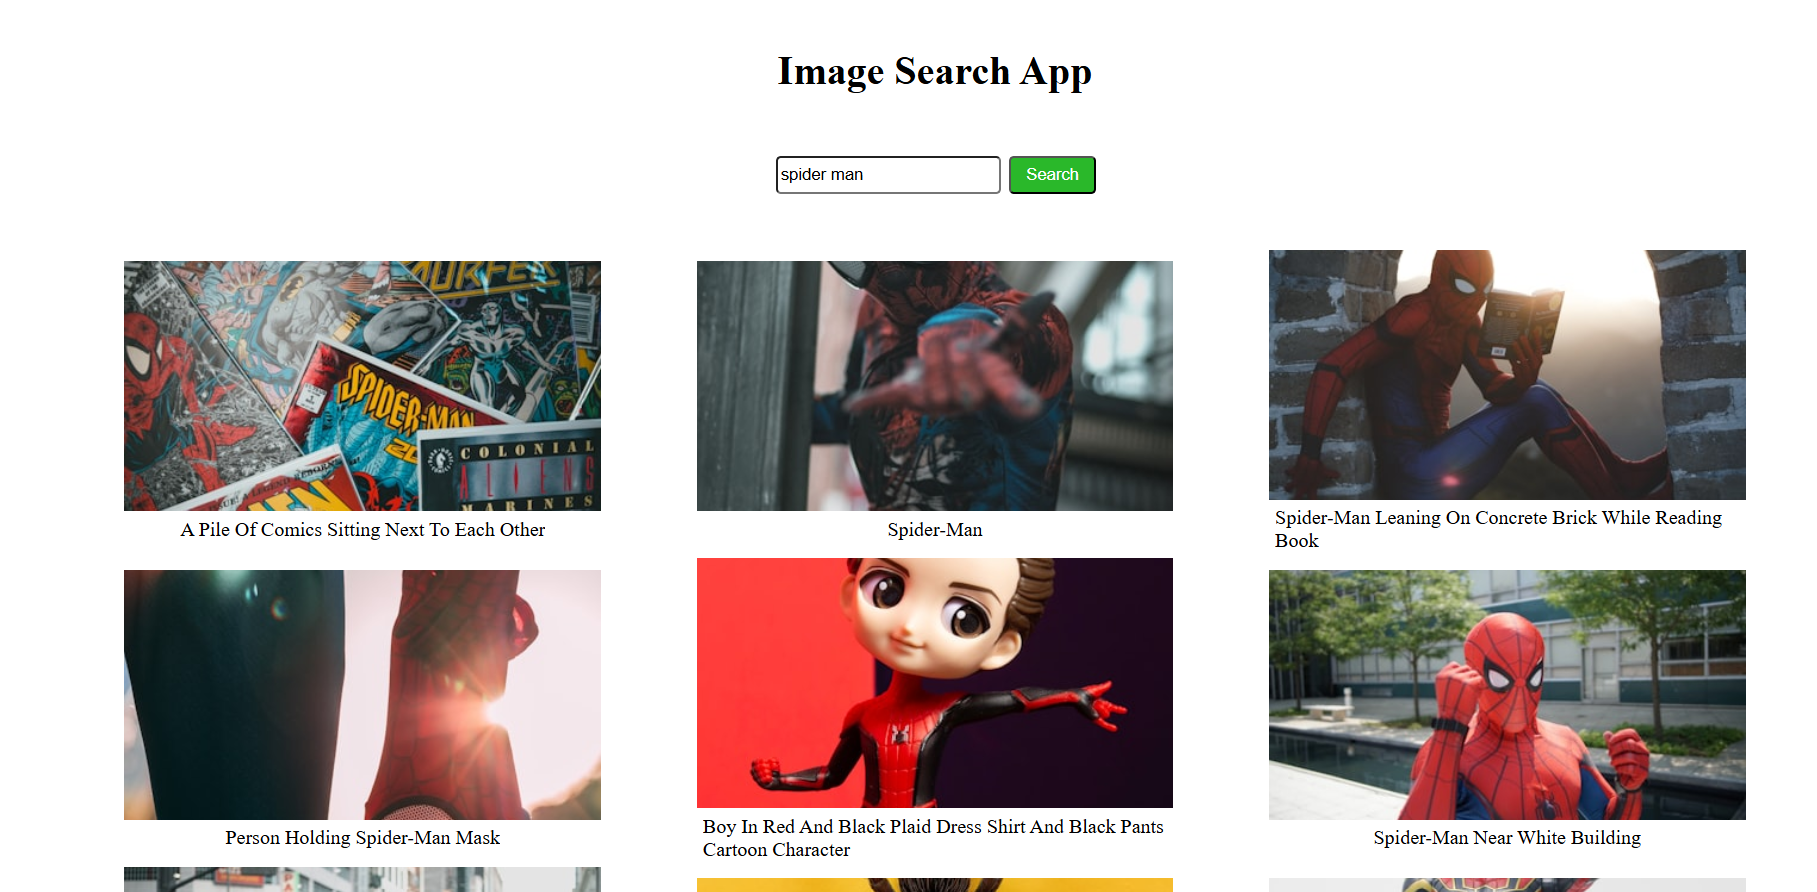 Image Search App
spider man
Search
SURFER
SPIDER-MAN
COLONIAL
ALIENS
MARINES
A Pile Of Comics Sitting Next To Each Other
Spider-Man
Spider-Man Leaning On Concrete Brick While Reading
Book
Person Holding Spider-Man Mask
Boy In Red And Black Plaid Dress Shirt And Black Pants
Cartoon Character
Spider-Man Near White Building